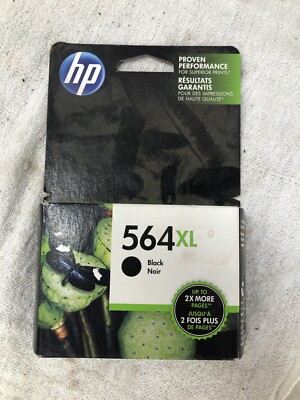 hp
PROVEN
PERFORMANCE
FOR SUPERIOR PRINTS*
RÉSULTATS
GARANTIS
POUR DES IMPRESSIONS
DE HAUTE QUALITÉ*
564XL
Black
Noir
UP TO
2X MORE
PAGES**
JUSQU'À
2 FOIS PLUS
DE PAGES**